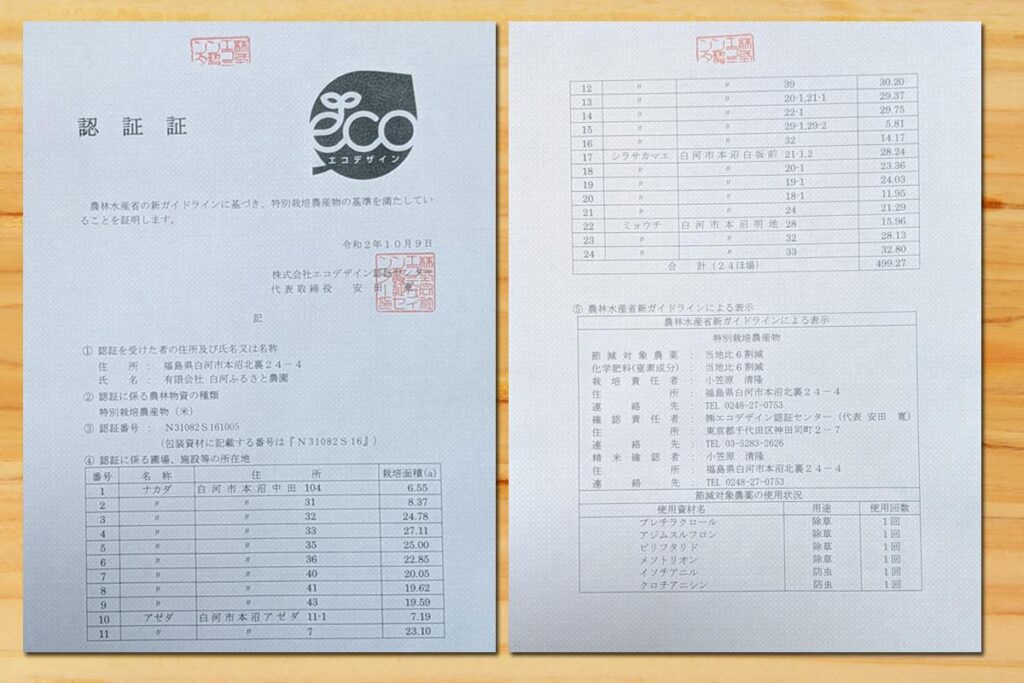 eco
エコデザイン
認証証
農林水産省の新ガイドラインに基づき、特別栽培農産物の基準を満たしてい
ることを証明します。
令和2年10月9日
株式会社エコデザイン認証センター
代表取締役 安田
記
① 認証を受けた者の住所及び氏名又は名称
住所: 福島県白河市本沼北裏24-4
氏名: 有限会社 白河ふるさと農園
② 認証に係る農林物資の種類
特別栽培農産物(米)
③ 認証番号: N31082S161005
(包装資材に記載する番号は『N31082S16』)
④ 認証に係る圃場、施設等の所在地
番号 名称 住所 栽培面積(a)
1 ナカダ 白河市本沼中田 104 6.55
2 〃 〃 31 8.37
3 〃 〃 32 24.78
4 〃 〃 33 27.11
5 〃 〃 35 25.00
6 〃 〃 36 22.85
7 〃 〃 40 20.05
8 〃 〃 41 19.62
9 〃 〃 43 19.59
10 アゼダ 白河市本沼アゼダ 11-1 7.19
11 〃 〃 7 23.10
12 〃 〃 39 30.20
13 〃 〃 20-1,21-1 29.37
14 〃 〃 22-1 29.75
15 〃 〃 29-1,29-2 5.81
16 〃 〃 32 14.17
17 シラサカマエ 白河市本沼白坂前 21-1,2 28.24
18 〃 〃 20-1 23.36
19 〃 〃 19-1 24.03
20 〃 〃 18-1 11.95
21 〃 〃 24 21.29
22 ミョウチ 白河市本沼明地 28 15.96
23 〃 〃 32 28.13
24 〃 〃 33 32.80
合計(24ほ場) 499.27
⑤ 農林水産省新ガイドラインによる表示
農林水産省新ガイドラインによる表示
特別栽培農産物
節減対象農薬: 当地比6割減
化学肥料(窒素成分): 当地比6割減
栽培責任者: 小笠原 清隆
住所: 福島県白河市本沼北裏24-4
連絡先: TEL 0248-27-0753
確認責任者: ㈱エコデザイン認証センター(代表 安田 寛)
住所: 東京都千代田区神田司町2-7
連絡先: TEL 03-5283-2626
精米確認者: 小笠原 清隆
住所: 福島県白河市本沼北裏24-4
連絡先: TEL 0248-27-0753
節減対象農薬の使用状況
使用資材名 用途 使用回数
プレチラクロール 除草 1回
アジムスルフロン 除草 1回
ピリフタリド 除草 1回
メソトリオン 除草 1回
イソチアニル 防虫 1回
クロチアニシン 防虫 1回